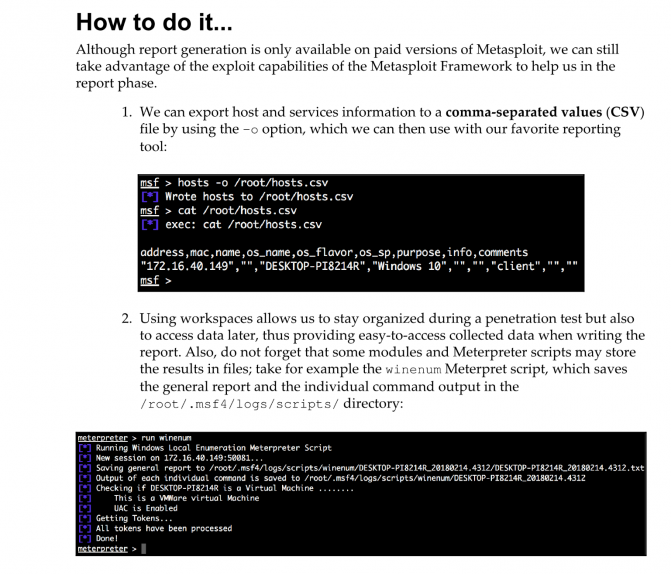 How to do it...
Although report generation is only available on paid versions of Metasploit, we can still
take advantage of the exploit capabilities of the Metasploit Framework to help us in the
report phase.
1. We can export host and services information to a comma-separated values (CSV)
file by using the -o option, which we can then use with our favorite reporting
tool:
msf > hosts -o /root/hosts.csv
[*] Wrote hosts to /root/hosts.csv
msf > cat /root/hosts.csv
[*] exec: cat /root/hosts.csv
address,mac,name,os_name,os_flavor,os_sp,purpose,info,comments
"172.16.40.149","","DESKTOP-PI8214R","Windows 10","","","client","",""
msf >
2. Using workspaces allows us to stay organized during a penetration test but also
to access data later, thus providing easy-to-access collected data when writing the
report. Also, do not forget that some modules and Meterpreter scripts may store
the results in files; take for example the winenum Meterpret script, which saves
the general report and the individual command output in the
/root/.msf4/logs/scripts/ directory:
meterpreter > run winenum
[*] Running Windows Local Enumeration Meterpreter Script
[*] New session on 172.16.40.149:50081...
[*] Saving general report to /root/.msf4/logs/scripts/winenum/DESKTOP-PI8214R_20180214.4312/DESKTOP-PI8214R_20180214.4312.txt
[*] Output of each individual command is saved to /root/.msf4/logs/scripts/winenum/DESKTOP-PI8214R_20180214.4312
[*] Checking if DESKTOP-PI8214R is a Virtual Machine ........
[*] This is a VMWare virtual Machine
[*] UAC is Enabled
[*] Getting Tokens...
[*] All tokens have been processed
[*] Done!
meterpreter >